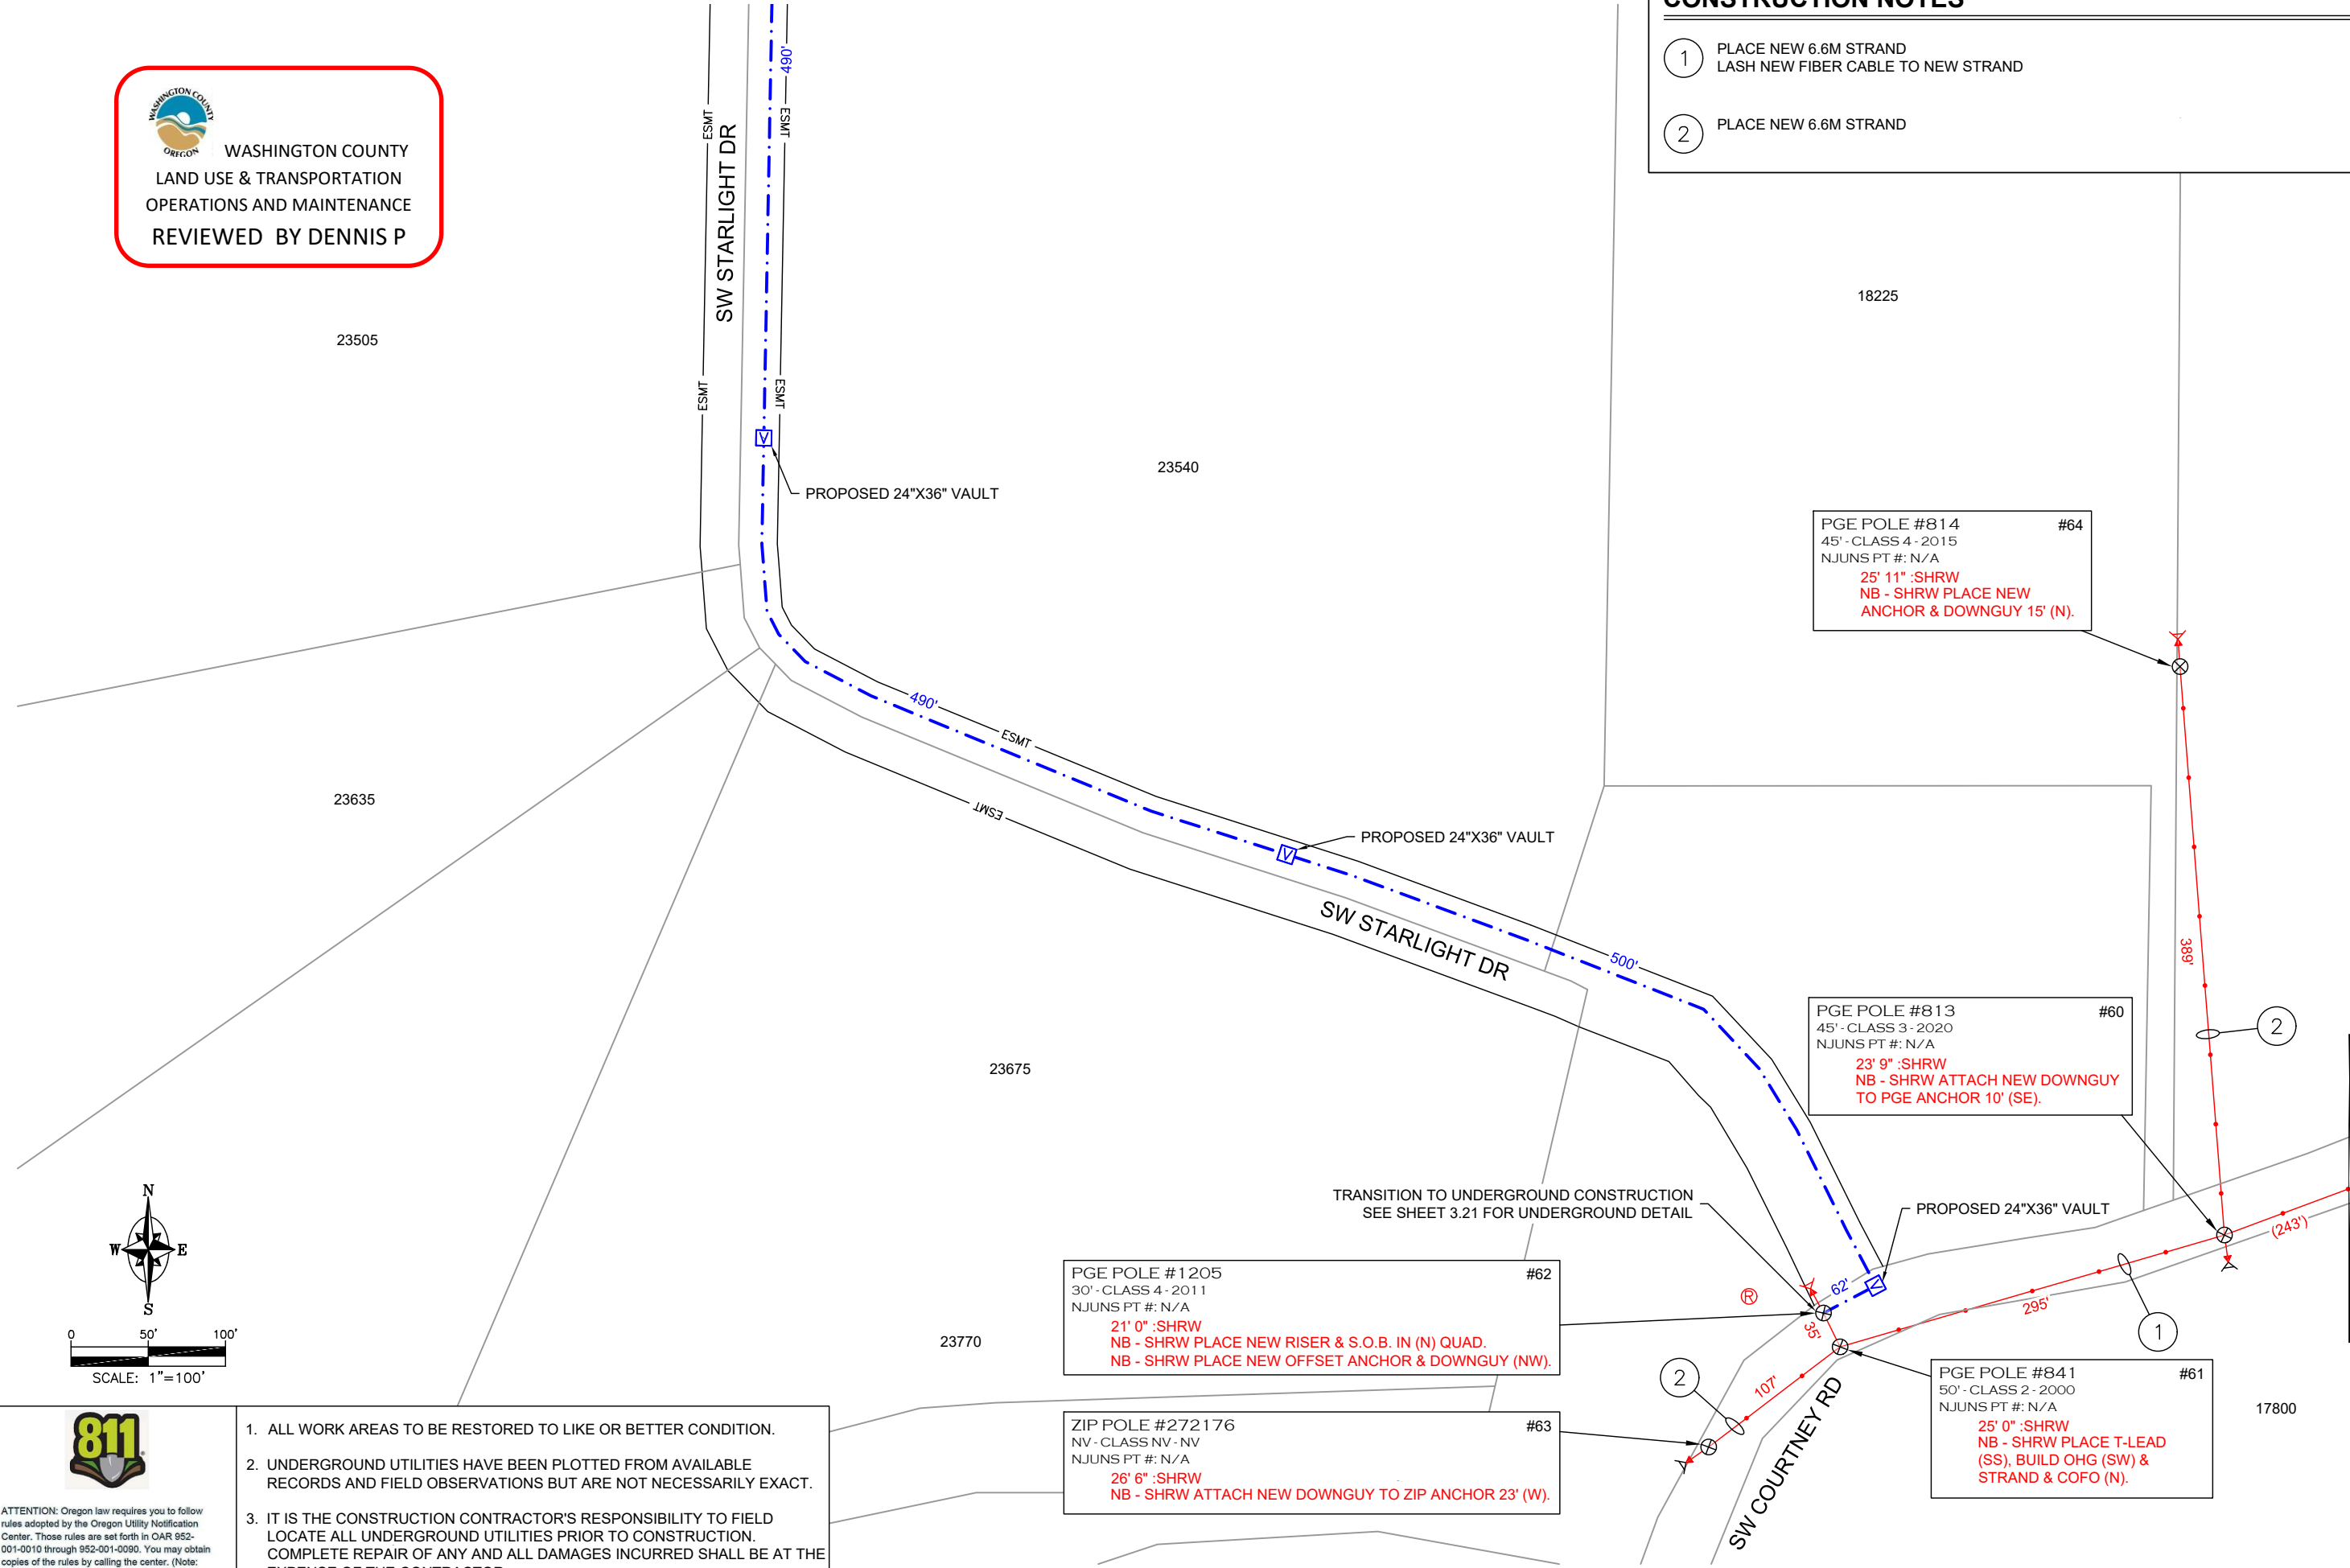 CONSTRUCTION NOTES
1
PLACE NEW 6.6M STRAND
LASH NEW FIBER CABLE TO NEW STRAND
2
PLACE NEW 6.6M STRAND
WASHINGTON COUNTY
OREGON
WASHINGTON COUNTY
LAND USE & TRANSPORTATION
OPERATIONS AND MAINTENANCE
REVIEWED BY DENNIS P
490'
ESMT
ESMT
SW STARLIGHT DR
ESMT
ESMT
23505
18225
23540
V
PROPOSED 24"X36" VAULT
PGE POLE #814
#64
45' - CLASS 4 - 2015
NJUNS PT #: N/A
25' 11" :SHRW
NB - SHRW PLACE NEW
ANCHOR & DOWNGUY 15' (N).
490'
ESMT
ESMT
23635
V
PROPOSED 24"X36" VAULT
SW STARLIGHT DR
500'
389'
2
PGE POLE #813
#60
45' - CLASS 3 - 2020
NJUNS PT #: N/A
23' 9" :SHRW
NB - SHRW ATTACH NEW DOWNGUY
TO PGE ANCHOR 10' (SE).
23675
TRANSITION TO UNDERGROUND CONSTRUCTION
SEE SHEET 3.21 FOR UNDERGROUND DETAIL
PROPOSED 24"X36" VAULT
V
62'
(243')
295'
1
35'
R
PGE POLE #1205
#62
30' - CLASS 4 - 2011
NJUNS PT #: N/A
21' 0" :SHRW
NB - SHRW PLACE NEW RISER & S.O.B. IN (N) QUAD.
NB - SHRW PLACE NEW OFFSET ANCHOR & DOWNGUY (NW).
23770
2
107'
SW COURTNEY RD
PGE POLE #841
#61
50' - CLASS 2 - 2000
NJUNS PT #: N/A
25' 0" :SHRW
NB - SHRW PLACE T-LEAD
(SS), BUILD OHG (SW) &
STRAND & COFO (N).
17800
ZIP POLE #272176
#63
NV - CLASS NV - NV
NJUNS PT #: N/A
26' 6" :SHRW
NB - SHRW ATTACH NEW DOWNGUY TO ZIP ANCHOR 23' (W).
N
W E
S
0 50' 100'
SCALE: 1"=100'
811
ATTENTION: Oregon law requires you to follow
rules adopted by the Oregon Utility Notification
Center. Those rules are set forth in OAR 952-
001-0010 through 952-001-0090. You may obtain
copies of the rules by calling the center. (Note:
1. ALL WORK AREAS TO BE RESTORED TO LIKE OR BETTER CONDITION.
2. UNDERGROUND UTILITIES HAVE BEEN PLOTTED FROM AVAILABLE
RECORDS AND FIELD OBSERVATIONS BUT ARE NOT NECESSARILY EXACT.
3. IT IS THE CONSTRUCTION CONTRACTOR'S RESPONSIBILITY TO FIELD
LOCATE ALL UNDERGROUND UTILITIES PRIOR TO CONSTRUCTION.
COMPLETE REPAIR OF ANY AND ALL DAMAGES INCURRED SHALL BE AT THE
EXPENSE OF THE CONTRACTOR